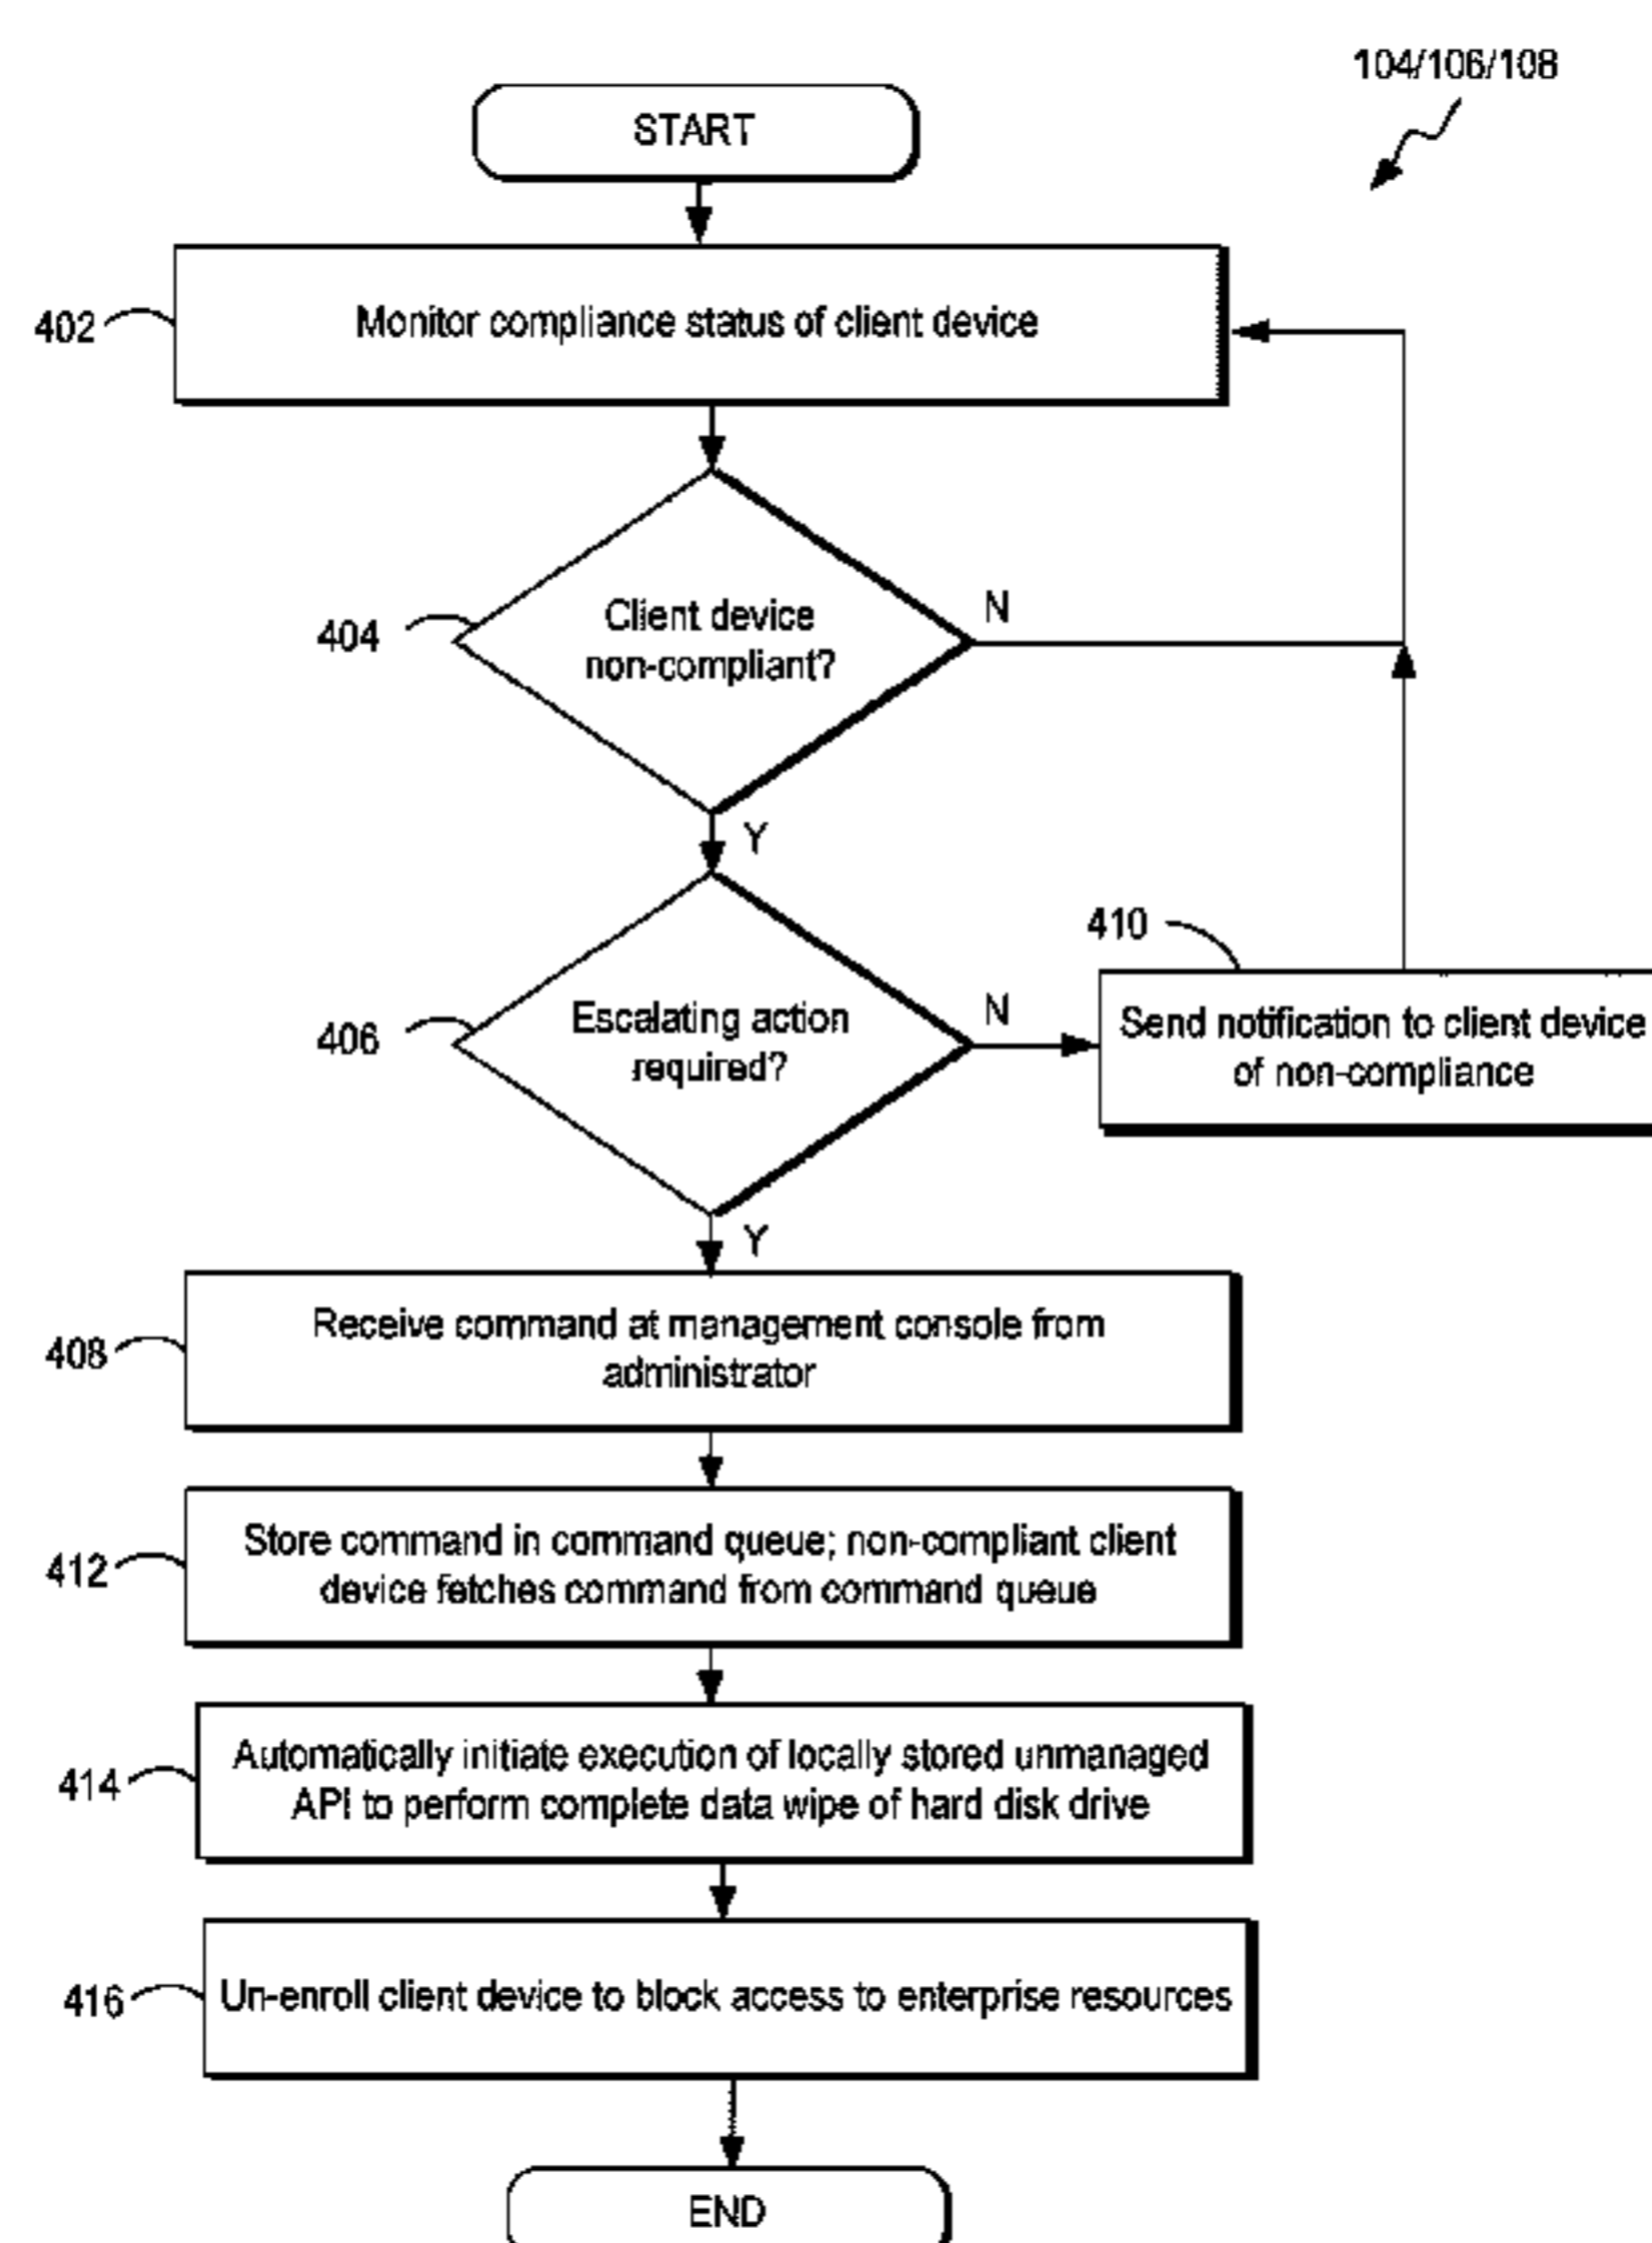 104/106/108
START
402
Monitor compliance status of client device
404
Client device
non-compliant?
N
Y
406
Escalating action
required?
N
410
Send notification to client device
of non-compliance
Y
408
Receive command at management console from
administrator
412
Store command in command queue; non-compliant client
device fetches command from command queue
414
Automatically initiate execution of locally stored unmanaged
API to perform complete data wipe of hard disk drive
416
Un-enroll client device to block access to enterprise resources
END